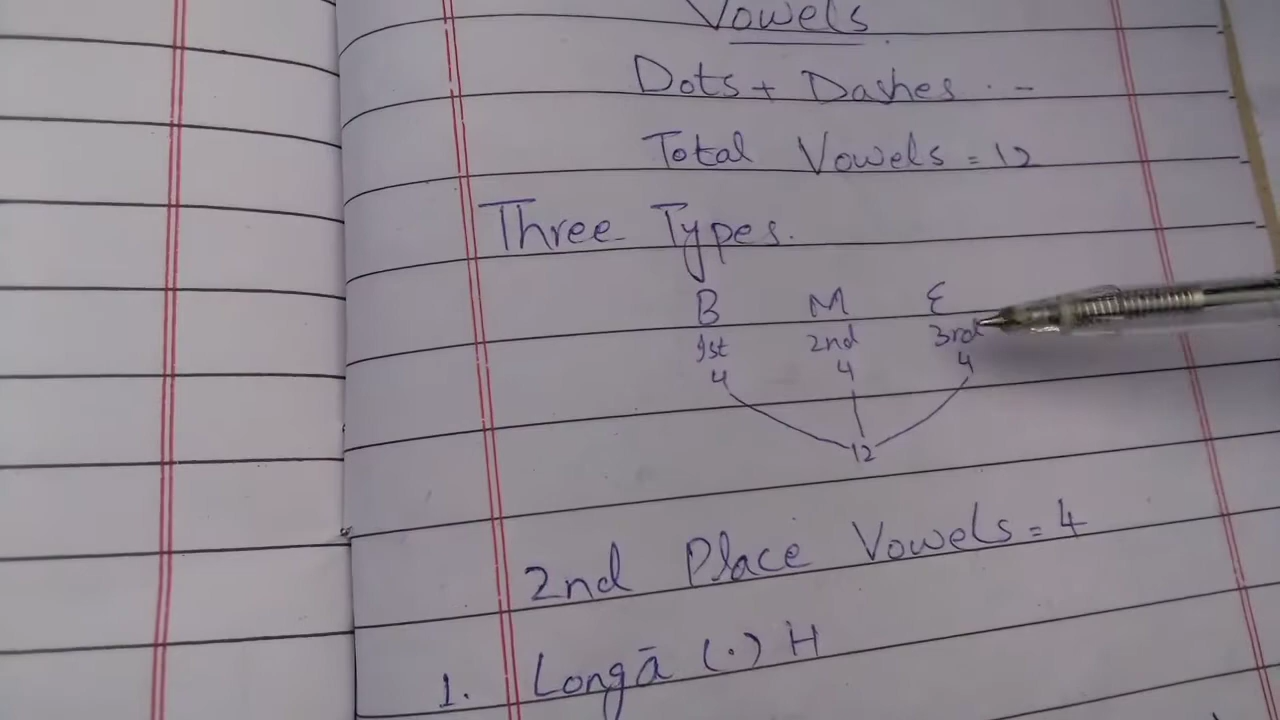 Vowels
Dots + Dashes . -
Total Vowels = 12
Three Types.
B M E
1st 2nd 3rd
4 4 4
12
2nd Place Vowels = 4
1. Long ā (.) H